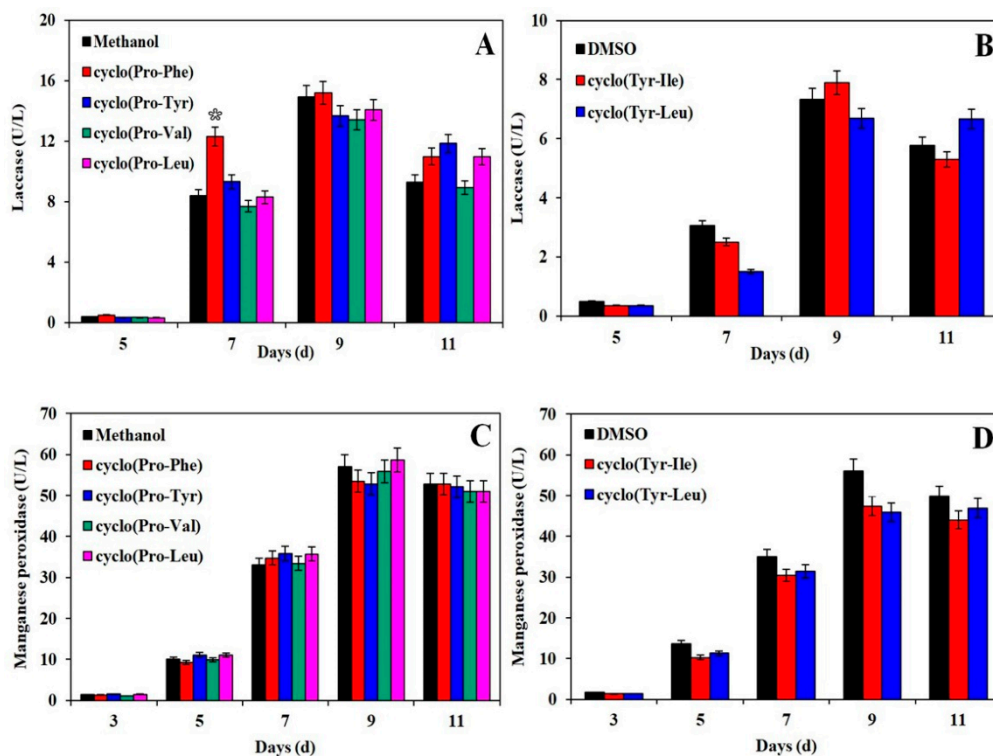 20
16
12
8
4
0
Laccase (U/L)
Methanol
cyclo(Pro-Phe)
cyclo(Pro-Tyr)
cyclo(Pro-Val)
cyclo(Pro-Leu)
*
A
5 7 9 11
Days (d)
10
8
6
4
2
0
Laccase (U/L)
DMSO
cyclo(Tyr-Ile)
cyclo(Tyr-Leu)
B
5 7 9 11
Days (d)
70
60
50
40
30
20
10
0
Manganese peroxidase (U/L)
Methanol
cyclo(Pro-Phe)
cyclo(Pro-Tyr)
cyclo(Pro-Val)
cyclo(Pro-Leu)
C
3 5 7 9 11
Days (d)
70
60
50
40
30
20
10
0
Manganese peroxidase (U/L)
DMSO
cyclo(Tyr-Ile)
cyclo(Tyr-Leu)
D
3 5 7 9 11
Days (d)